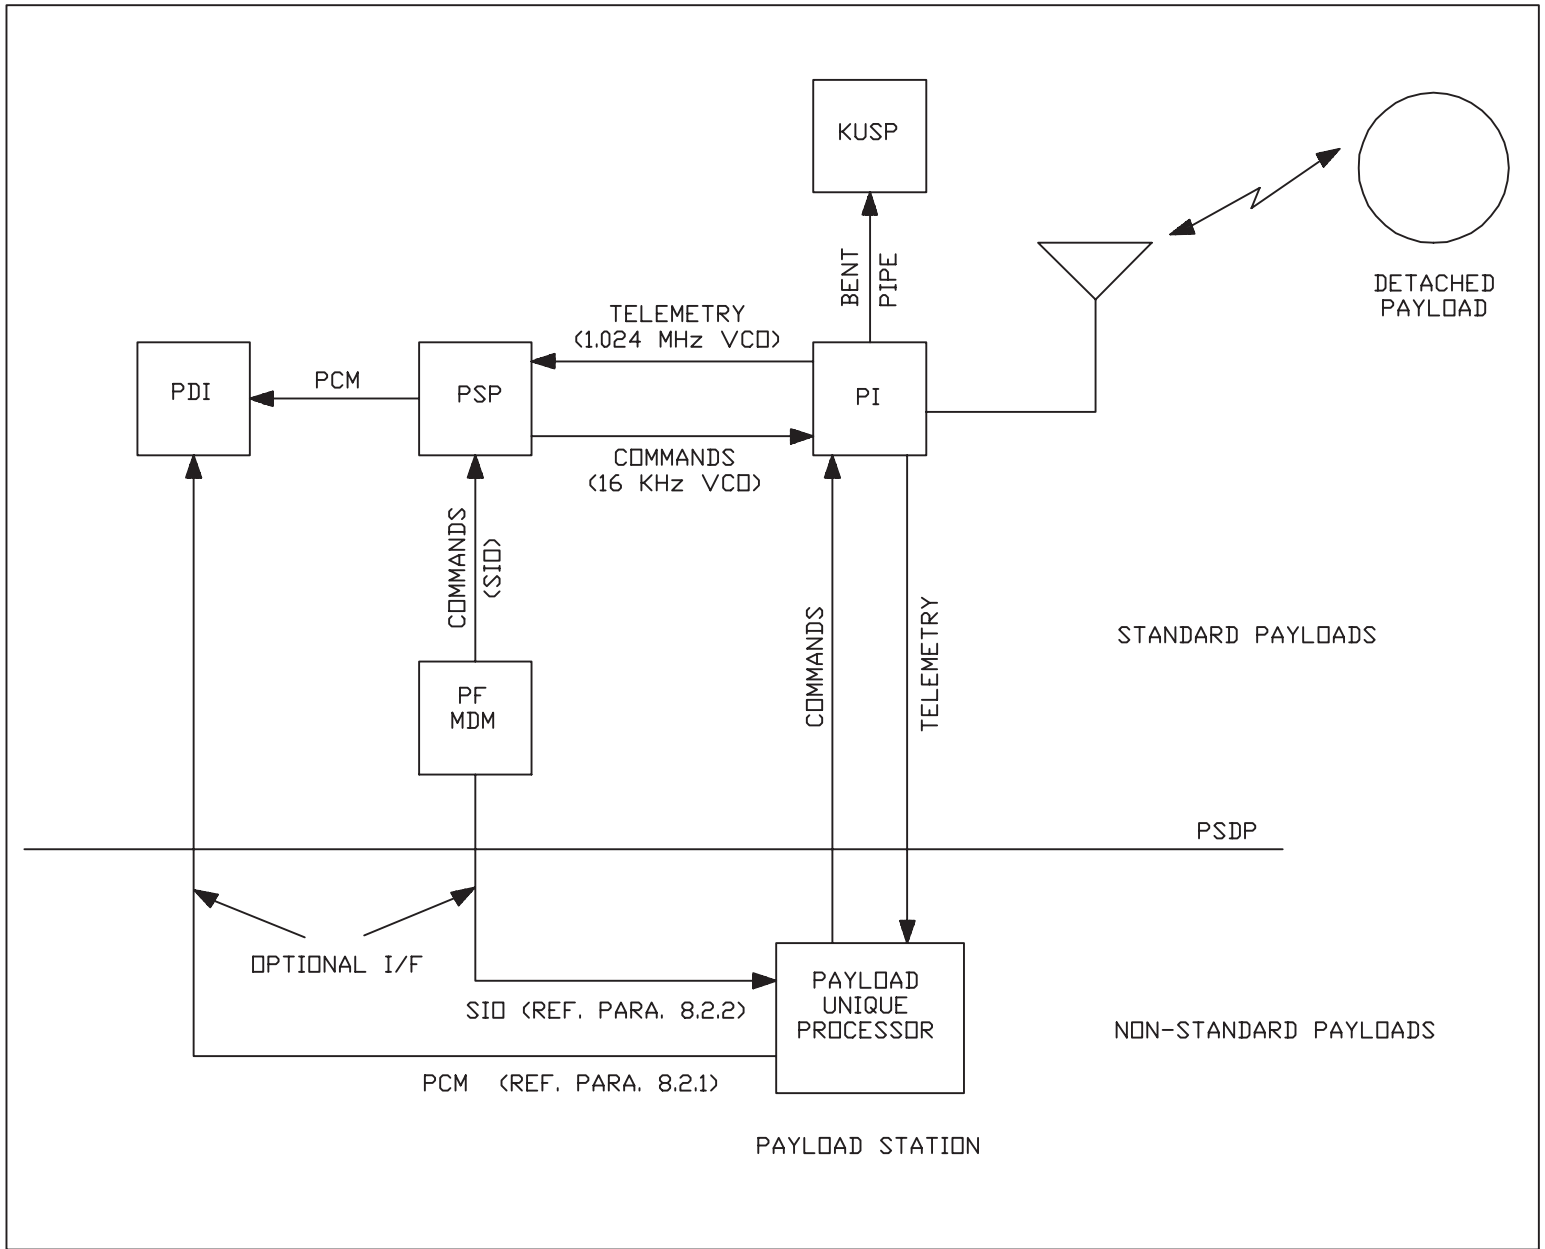 KUSP
DETACHED
PAYLOAD
BENT
PIPE
TELEMETRY
(1.024 MHz VCO)
PDI
PCM
PSP
PI
COMMANDS
(16 KHz VCO)
COMMANDS
(SIO)
COMMANDS
TELEMETRY
STANDARD PAYLOADS
PF
MDM
PSDP
OPTIONAL I/F
SIO (REF. PARA. 8.2.2)
PAYLOAD
UNIQUE
PROCESSOR
NON-STANDARD PAYLOADS
PCM (REF. PARA. 8.2.1)
PAYLOAD STATION